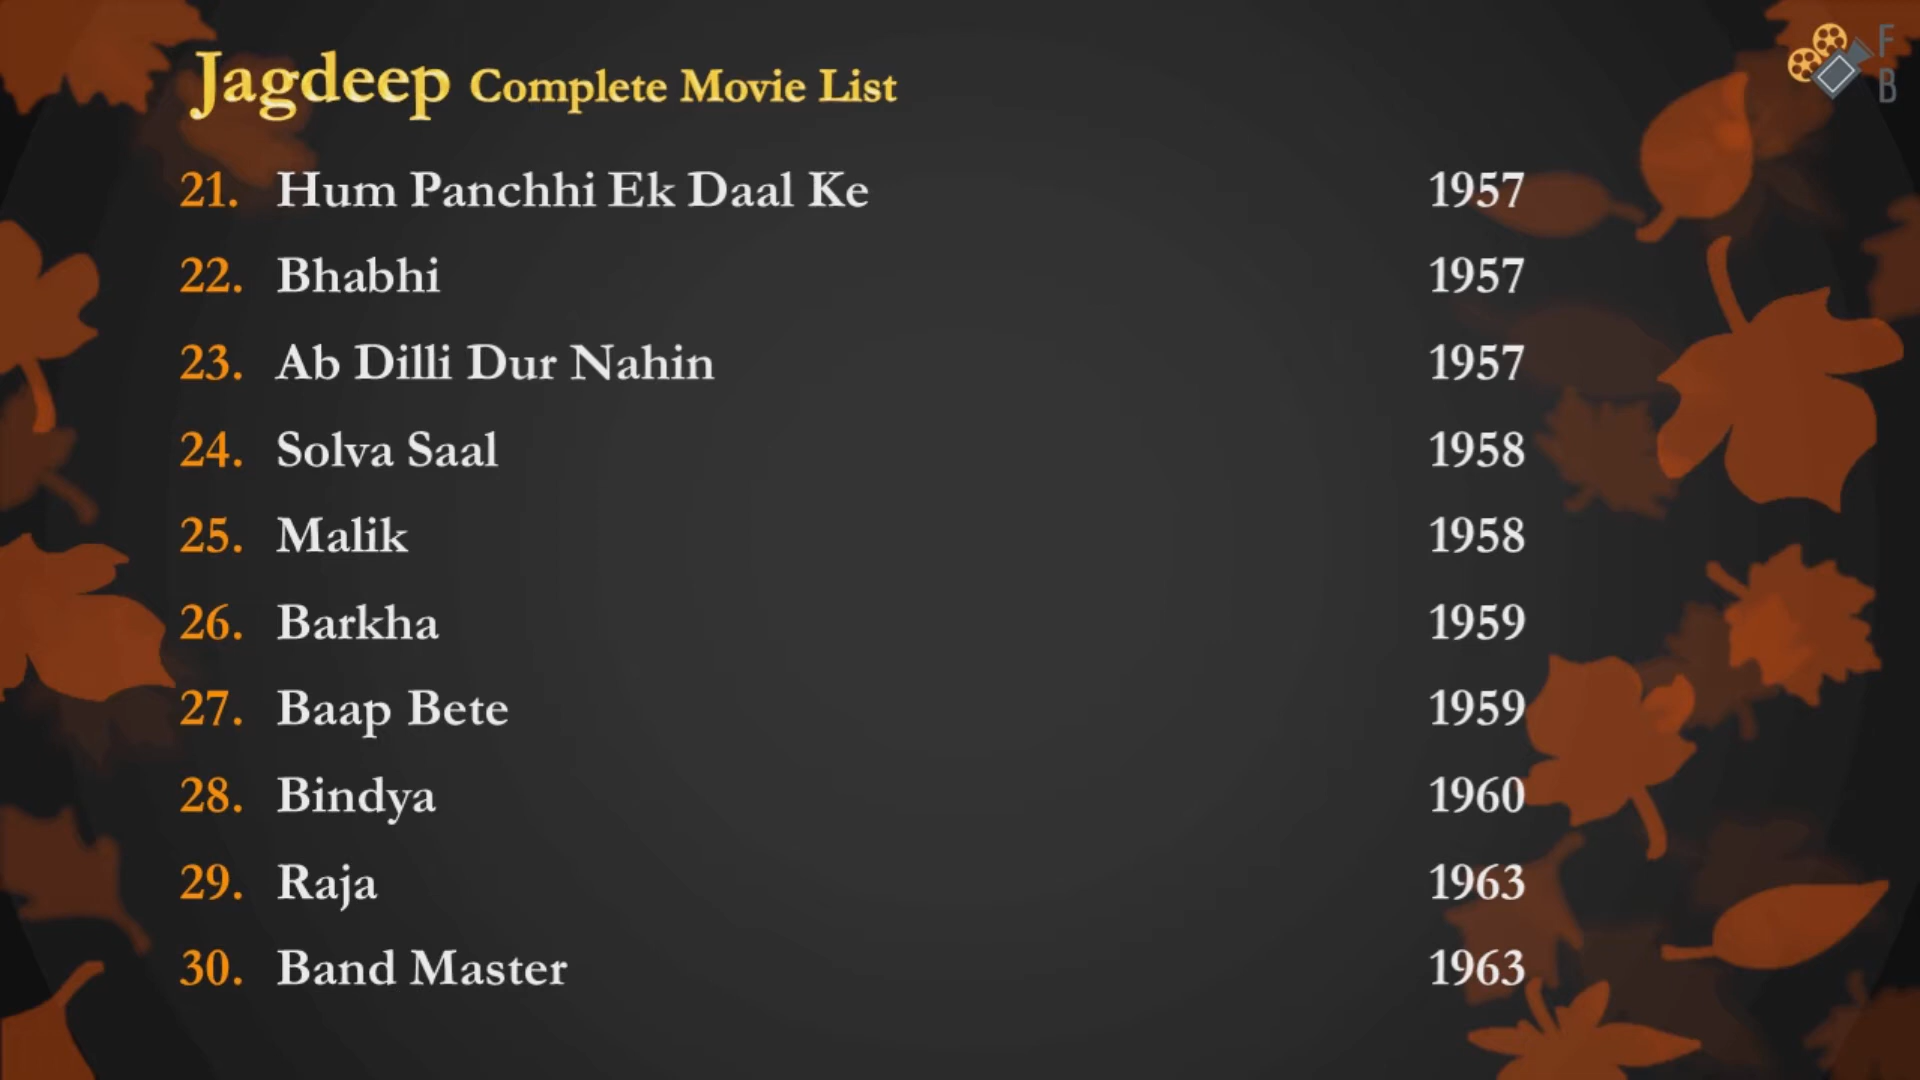 Jagdeep Complete Movie List
21. Hum Panchhi Ek Daal Ke 1957
22. Bhabhi 1957
23. Ab Dilli Dur Nahin 1957
24. Solva Saal 1958
25. Malik 1958
26. Barkha 1959
27. Baap Bete 1959
28. Bindya 1960
29. Raja 1963
30. Band Master 1963
F
B